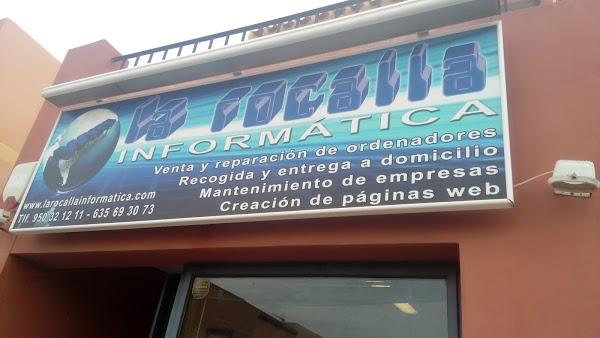 la rocalla
INFORMÁTICA
Venta y reparación de ordenadores
Recogida y entrega a domicilio
Mantenimiento de empresas
Creación de páginas web
www.larocallainformatica.com
Tlf. 950 32 12 11 - 635 69 30 73